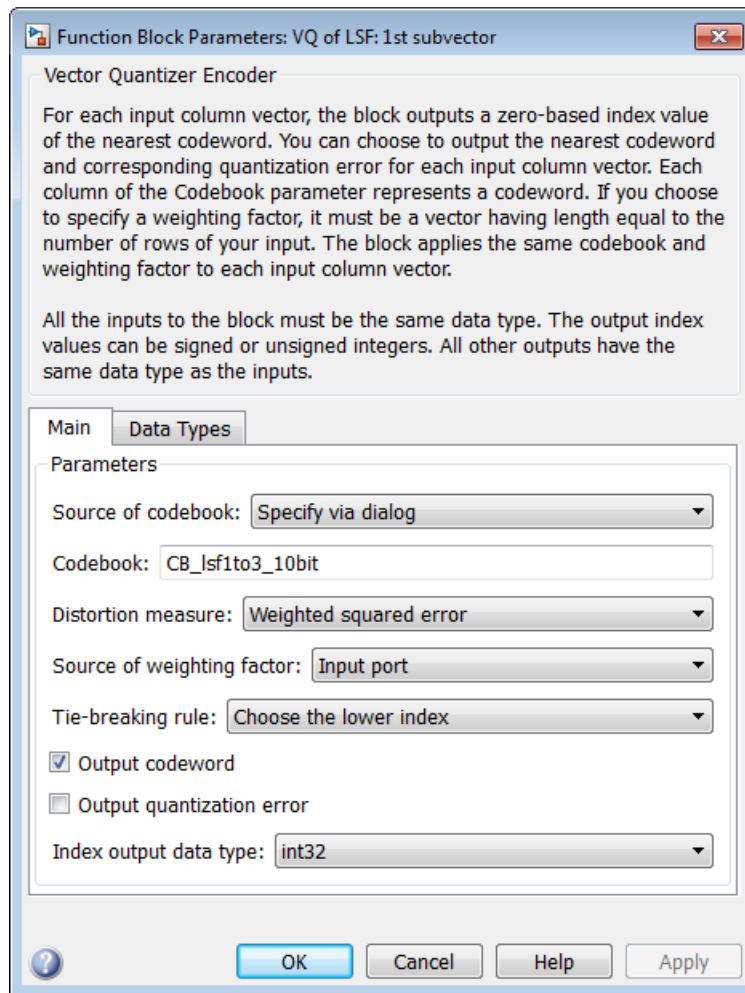 Function Block Parameters: VQ of LSF: 1st subvector
Vector Quantizer Encoder
For each input column vector, the block outputs a zero-based index value
of the nearest codeword. You can choose to output the nearest codeword
and corresponding quantization error for each input column vector. Each
column of the Codebook parameter represents a codeword. If you choose
to specify a weighting factor, it must be a vector having length equal to the
number of rows of your input. The block applies the same codebook and
weighting factor to each input column vector.
All the inputs to the block must be the same data type. The output index
values can be signed or unsigned integers. All other outputs have the
same data type as the inputs.
Main Data Types
Parameters
Source of codebook: Specify via dialog
Codebook: CB_lsf1to3_10bit
Distortion measure: Weighted squared error
Source of weighting factor: Input port
Tie-breaking rule: Choose the lower index
Output codeword
Output quantization error
Index output data type: int32
OK Cancel Help Apply